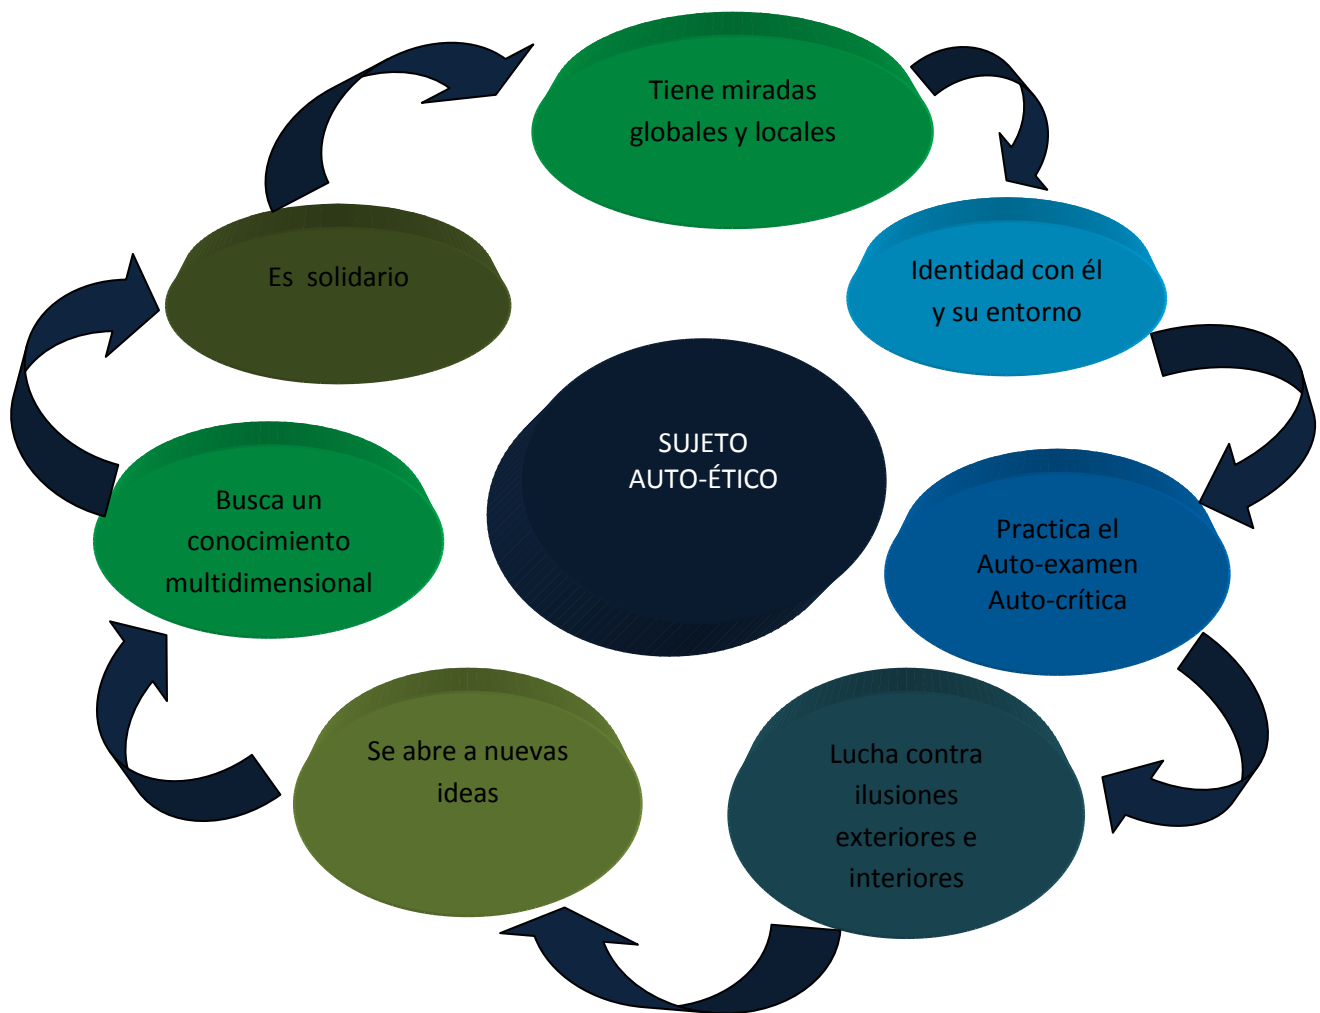 Tiene miradas
globales y locales
Identidad con él
y su entorno
Practica el
Auto-examen
Auto-crítica
Lucha contra
ilusiones
exteriores e
interiores
Se abre a nuevas
ideas
Busca un
conocimiento
multidimensional
Es  solidario
SUJETO
AUTO-ÉTICO